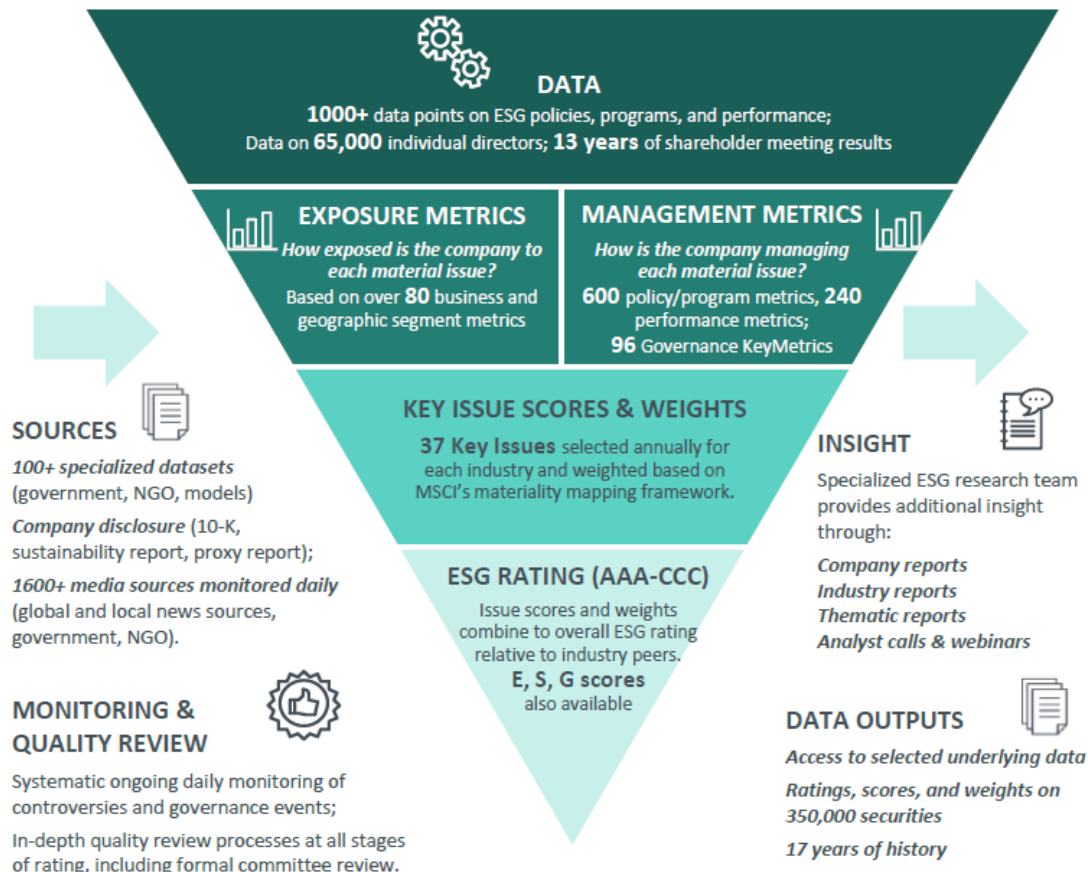 DATA
1000+ data points on ESG policies, programs, and performance;
Data on 65,000 individual directors; 13 years of shareholder meeting results
EXPOSURE METRICS
How exposed is the company to
each material issue?
Based on over 80 business and
geographic segment metrics
MANAGEMENT METRICS
How is the company managing
each material issue?
600 policy/program metrics, 240
performance metrics;
96 Governance KeyMetrics
KEY ISSUE SCORES & WEIGHTS
37 Key Issues selected annually for
each industry and weighted based on
MSCI's materiality mapping framework.
ESG RATING (AAA-CCC)
Issue scores and weights
combine to overall ESG rating
relative to industry peers.
E, S, G scores
also available
SOURCES
100+ specialized datasets
(government, NGO, models)
Company disclosure (10-K,
sustainability report, proxy report);
1600+ media sources monitored daily
(global and local news sources,
government, NGO).
MONITORING &
QUALITY REVIEW
Systematic ongoing daily monitoring of
controversies and governance events;
In-depth quality review processes at all stages
of rating, including formal committee review.
INSIGHT
Specialized ESG research team
provides additional insight
through:
Company reports
Industry reports
Thematic reports
Analyst calls & webinars
DATA OUTPUTS
Access to selected underlying data
Ratings, scores, and weights on
350,000 securities
17 years of history